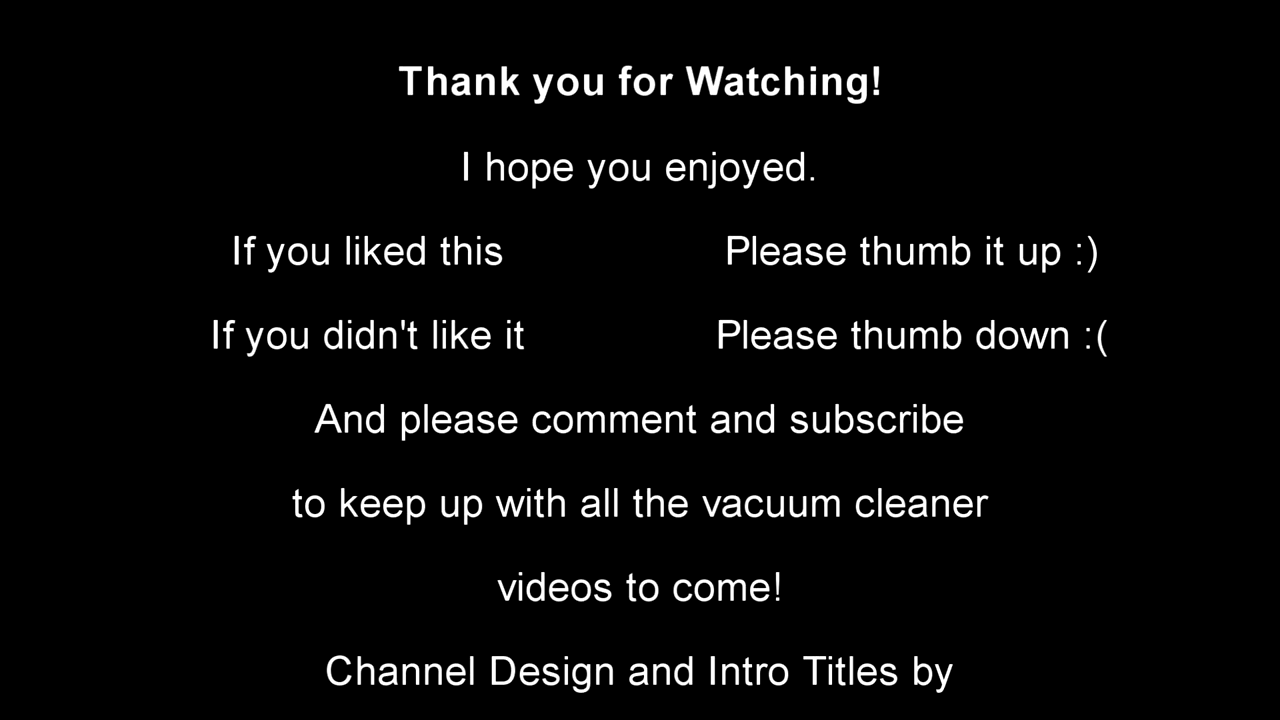 Thank you for Watching!
I hope you enjoyed.
If you liked this Please thumb it up :)
If you didn't like it Please thumb down :(
And please comment and subscribe
to keep up with all the vacuum cleaner
videos to come!
Channel Design and Intro Titles by